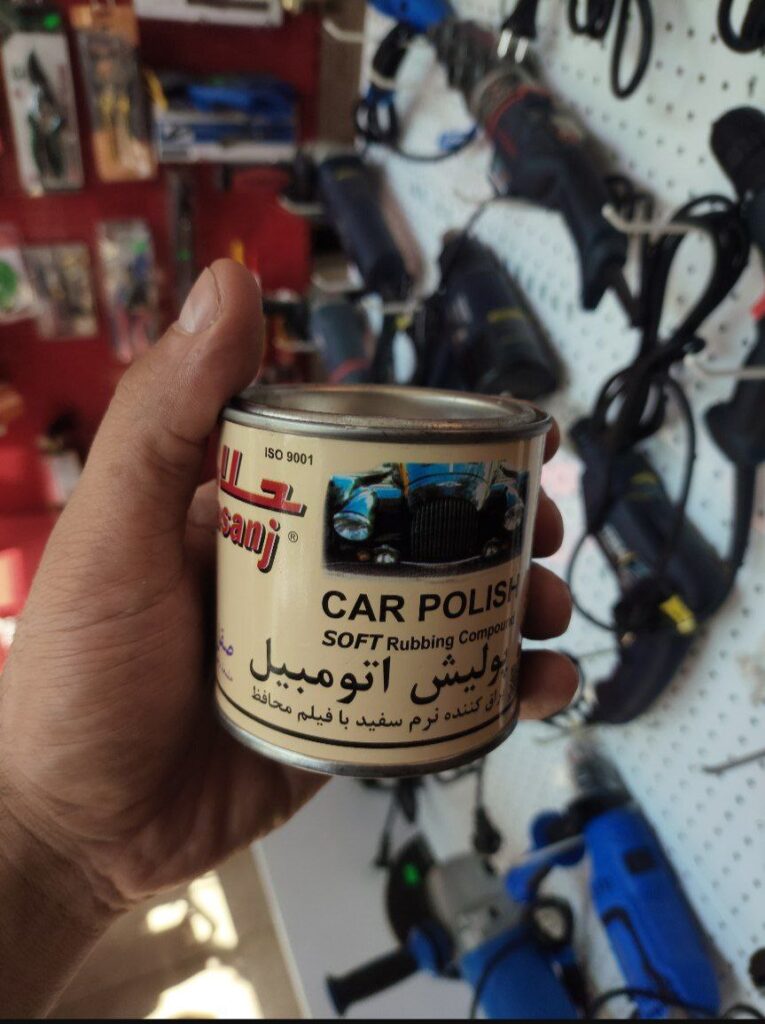 ISO 9001
جلا
sanj ®
CAR POLISH
SOFT Rubbing Compound
پولیش اتومبیل
براق کننده نرم سفید با فیلم محافظ